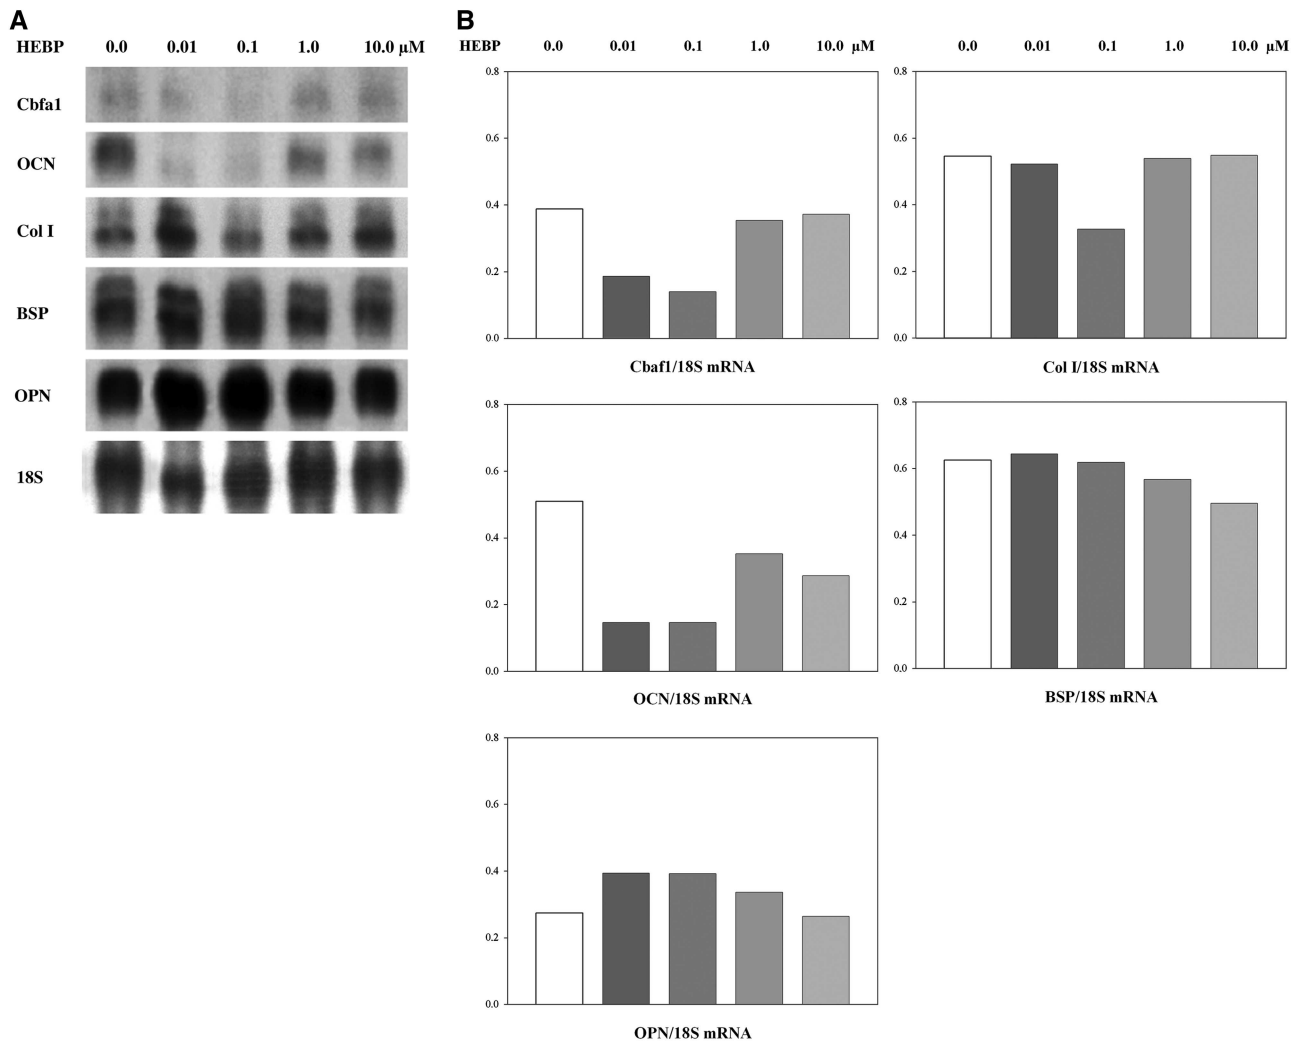 A
HEBP 0.0 0.01 0.1 1.0 10.0 µM
Cbfa1
OCN
Col I
BSP
OPN
18S
B
HEBP 0.0 0.01 0.1 1.0 10.0 µM
0.0 0.01 0.1 1.0 10.0 µM
0.8
0.6
0.4
0.2
0.0
Cbaf1/18S mRNA
0.8
0.6
0.4
0.2
0.0
Col I/18S mRNA
0.8
0.6
0.4
0.2
0.0
OCN/18S mRNA
0.8
0.6
0.4
0.2
0.0
BSP/18S mRNA
0.8
0.6
0.4
0.2
0.0
OPN/18S mRNA